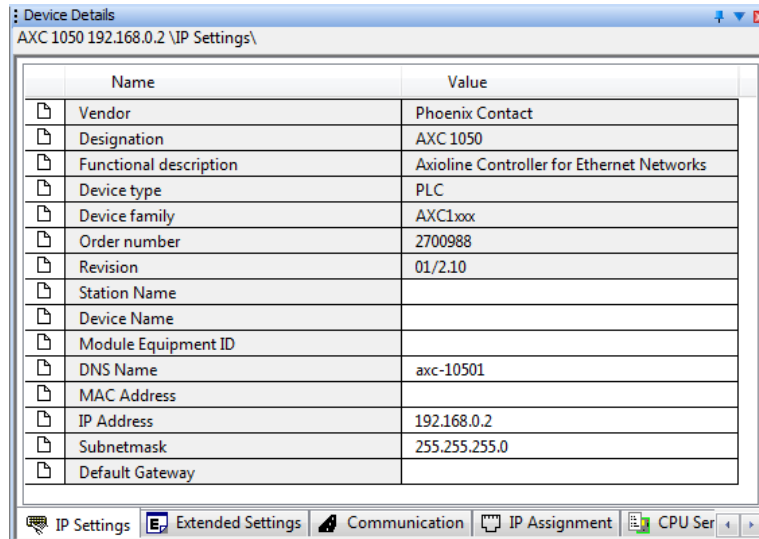 Device Details
AXC 1050 192.168.0.2 \IP Settings\
Name Value
Vendor Phoenix Contact
Designation AXC 1050
Functional description Axioline Controller for Ethernet Networks
Device type PLC
Device family AXC1xxx
Order number 2700988
Revision 01/2.10
Station Name
Device Name
Module Equipment ID
DNS Name axc-10501
MAC Address
IP Address 192.168.0.2
Subnetmask 255.255.255.0
Default Gateway
IP Settings Extended Settings Communication IP Assignment CPU Ser